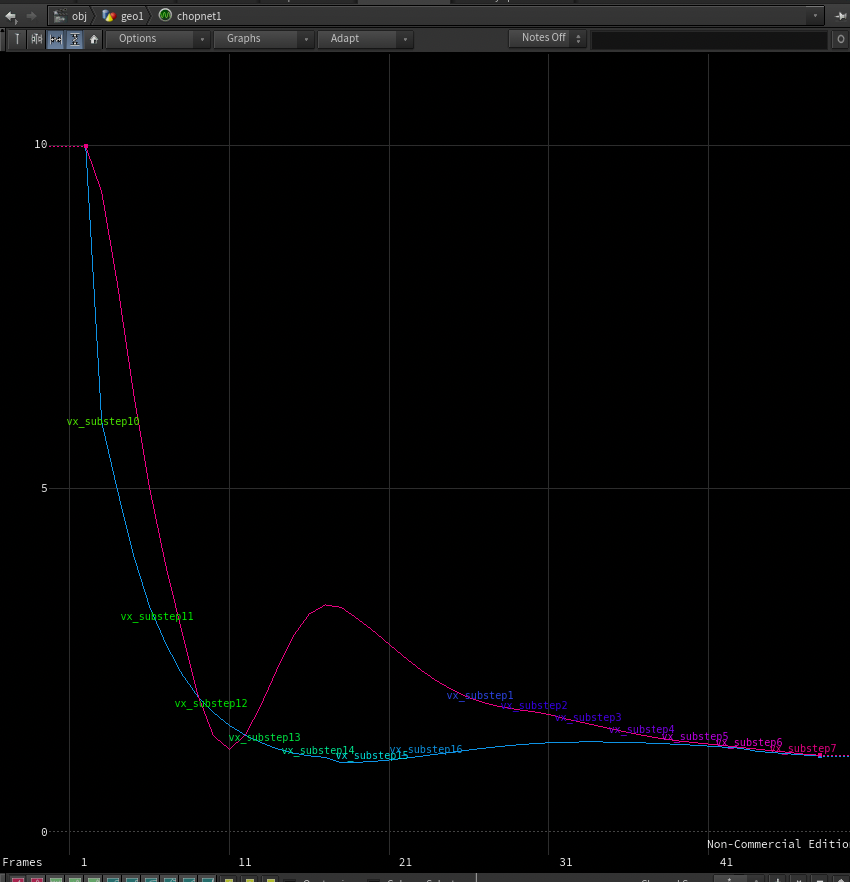 obj geo1 chopnet1
Options Graphs Adapt Notes Off
10
vx_substep10
5
vx_substep11
vx_substep1
vx_substep12
vx_substep2
vx_substep3
vx_substep4
vx_substep13
vx_substep5
vx_substep6
vx_substep14
vx_substep15
vx_substep16
vx_substep7
0
Non-Commercial Editio
Frames 1 11 21 31 41